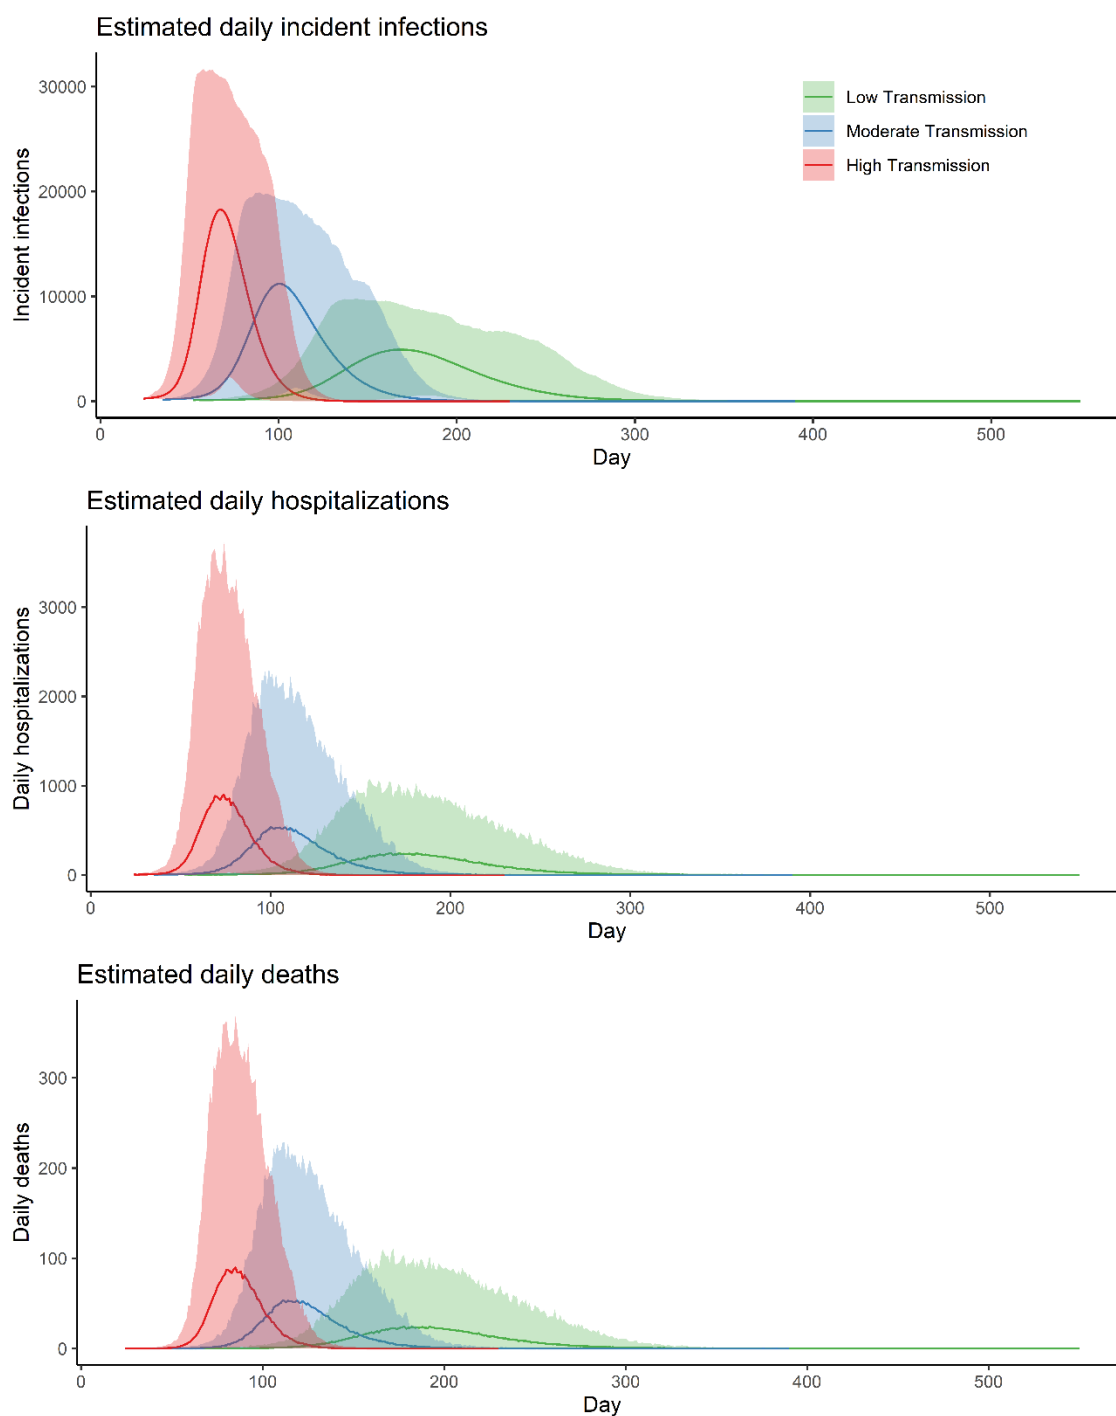 Estimated daily incident infections
30000
20000
10000
0
Incident infections
Low Transmission
Moderate Transmission
High Transmission
0 100 200 300 400 500
Day
Estimated daily hospitalizations
3000
2000
1000
0
Daily hospitalizations
0 100 200 300 400 500
Day
Estimated daily deaths
300
200
100
0
Daily deaths
0 100 200 300 400 500
Day